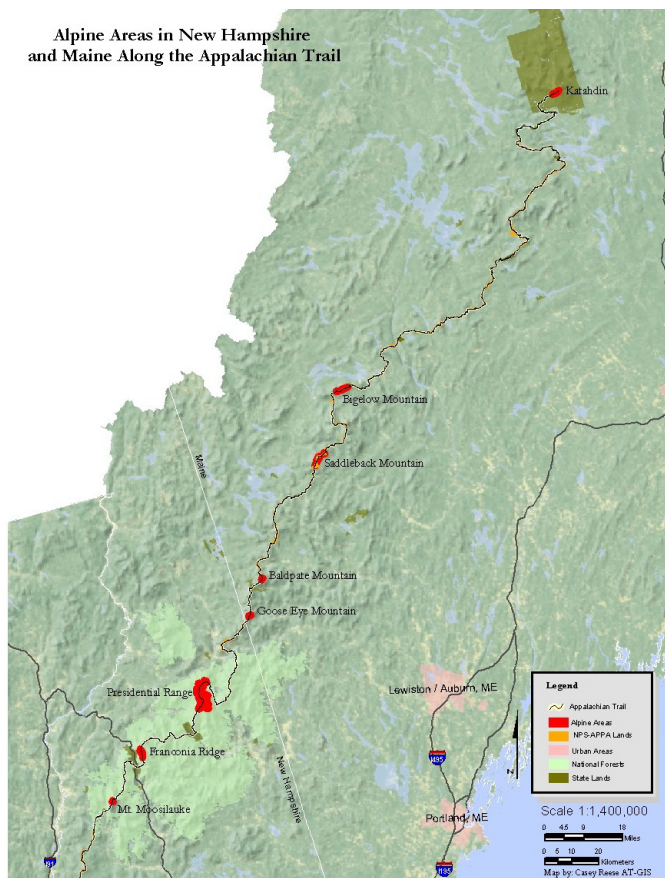 Alpine Areas in New Hampshire
and Maine Along the Appalachian Trail
Katahdin
Bigelow Mountain
Maine
Saddleback Mountain
Baldpate Mountain
Goose Eye Mountain
Presidential Range
Lewiston / Auburn, ME
Franconia Ridge
New Hampshire
Mt. Moosilauke
Portland, ME
I495
I195
I91
Legend
Appalachian Trail
Alpine Areas
NPS-APPA Lands
Urban Areas
National Forests
State Lands
Scale 1:1,400,000
0 4.5 9 18
Miles
0 5 10 20
Kilometers
Map by: Casey Reese AT-GIS